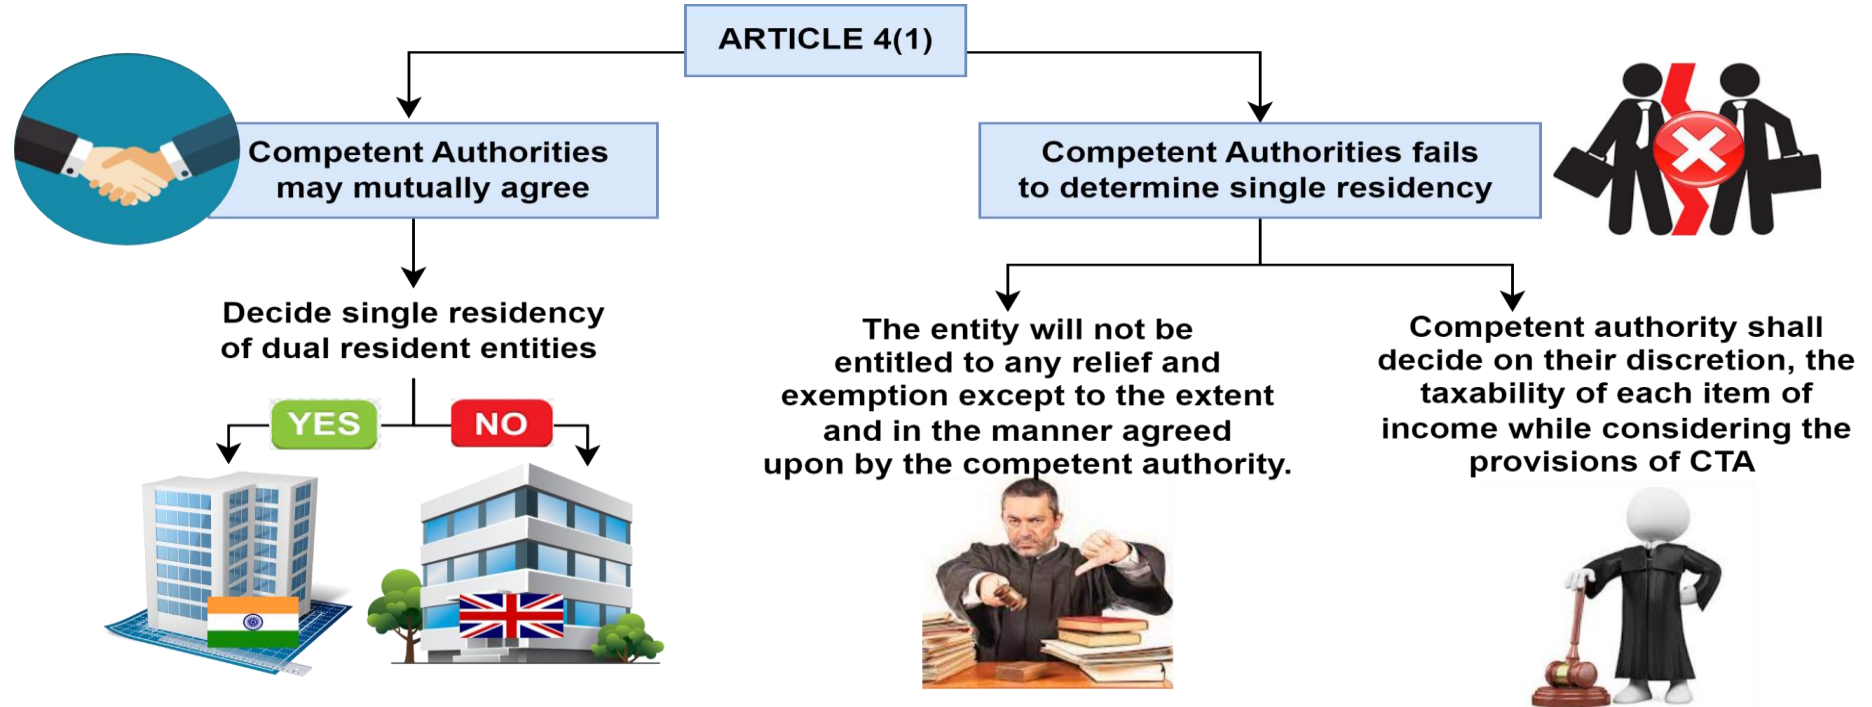 ARTICLE 4(1)
Competent Authorities
may mutually agree
Competent Authorities fails
to determine single residency
Decide single residency
of dual resident entities
YES
NO
The entity will not be
entitled to any relief and
exemption except to the extent
and in the manner agreed
upon by the competent authority.
Competent authority shall
decide on their discretion, the
taxability of each item of
income while considering the
provisions of CTA